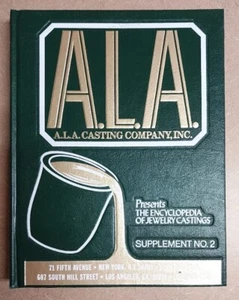 A.L.A.
A.L.A. CASTING COMPANY, INC.
Presents
THE ENCYCLOPEDIA
OF JEWELRY CASTINGS
SUPPLEMENT NO. 2
71 FIFTH AVENUE • NEW YORK, N.Y.
607 SOUTH HILL STREET • LOS ANGELES, CA